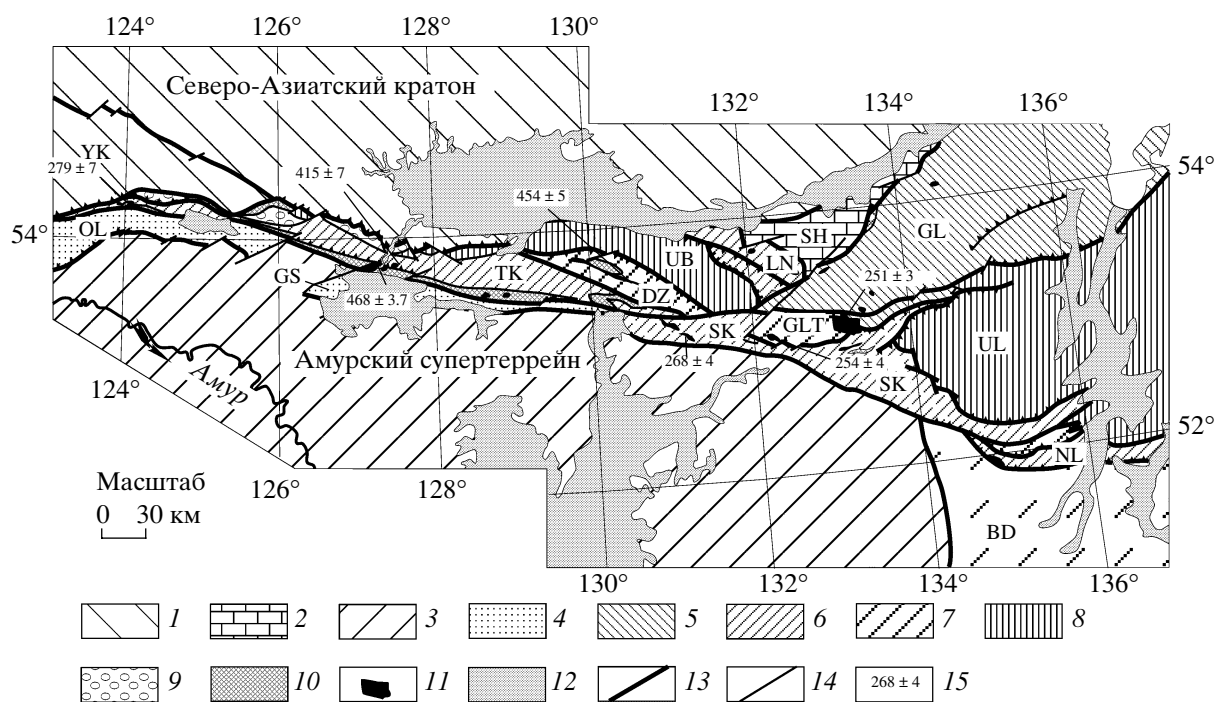 124° 126° 128° 130°
Северо-Азиатский кратон
132° 134° 136°
YK
279 ± 7
415 ± 7
454 ± 5
54°
OL
54°
SH
GL
UB
LN
GS
TK
251 ± 3
468 ± 3.7
DZ
SK
GLT
UL
Амурский супертеррейн
268 ± 4
254 ± 4
SK
124°
Амур
52°
NL
Масштаб
0 30 км
126°
128°
BD
130° 132° 134° 136°
1 2 3 4 5 6 7 8
9 10 11 12 13 14 268 ± 4 15